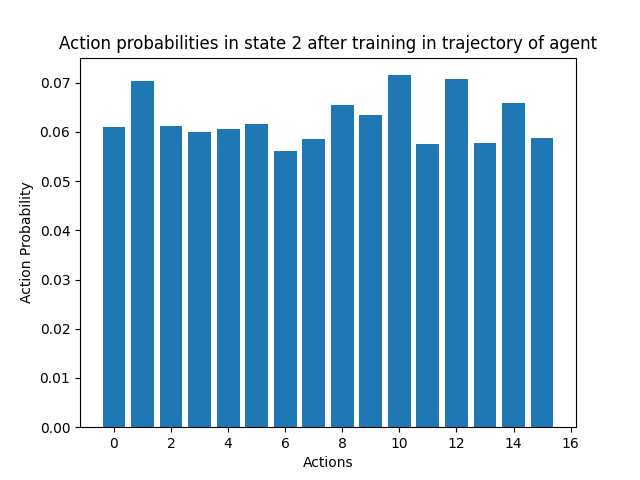 Action probabilities in state 2 after training in trajectory of agent
0.07
0.06
0.05
0.04
0.03
0.02
0.01
0.00
Action Probability
0 2 4 6 8 10 12 14 16
Actions